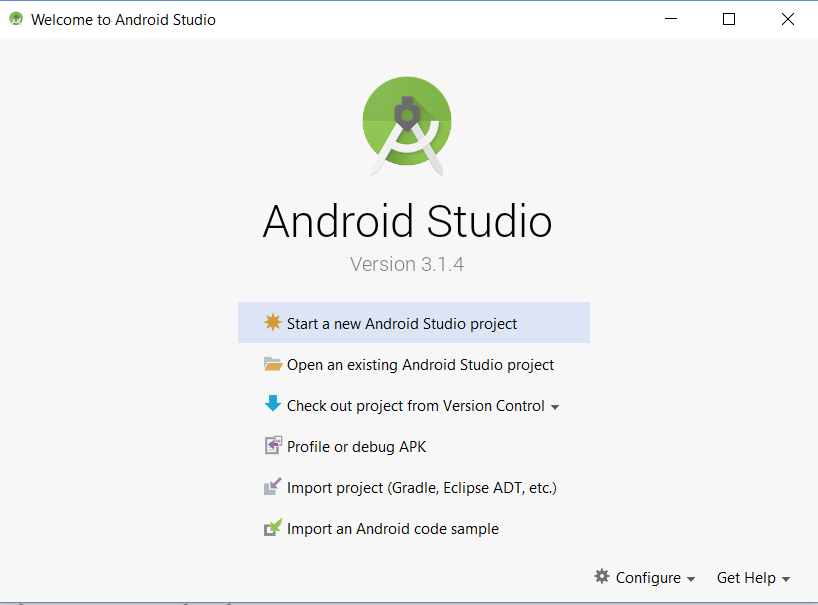 Welcome to Android Studio
Android Studio
Version 3.1.4
Start a new Android Studio project
Open an existing Android Studio project
Check out project from Version Control
Profile or debug APK
Import project (Gradle, Eclipse ADT, etc.)
Import an Android code sample
Configure Get Help